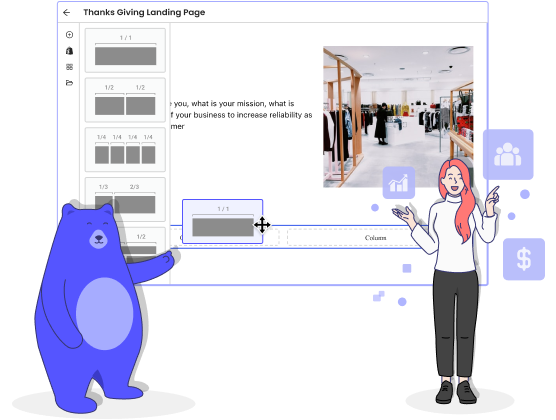 Thanks Giving Landing Page
1 / 1
1/2 1/2
e you, what is your mission, what is
f your business to increase reliability as
mer
1/4 1/4 1/4 1/4
1/3 2/3
1 / 1
1/2
Column
$